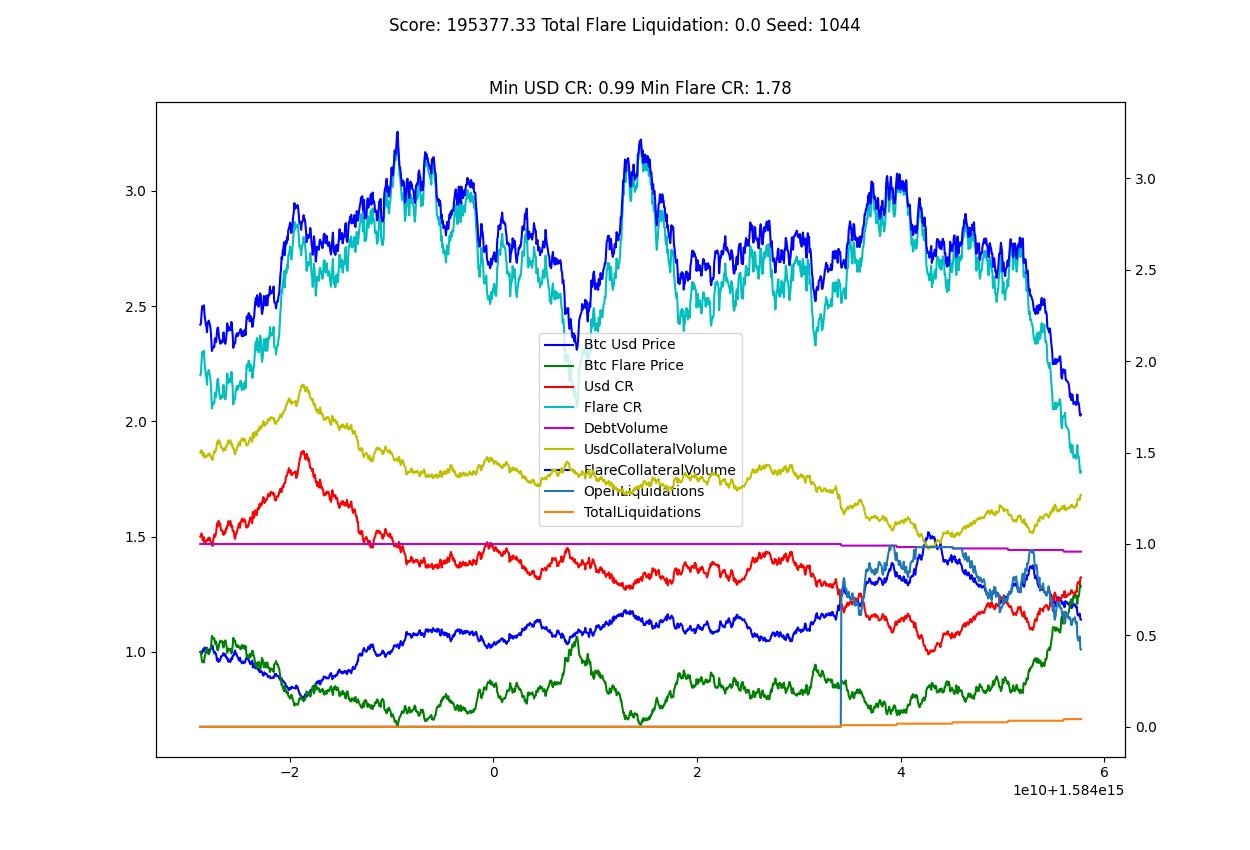 Score: 195377.33 Total Flare Liquidation: 0.0 Seed: 1044
Min USD CR: 0.99 Min Flare CR: 1.78
3.0
2.5
2.0
1.5
1.0
3.0
2.5
2.0
1.5
1.0
0.5
0.0
Btc Usd Price
Btc Flare Price
Usd CR
Flare CR
DebtVolume
UsdCollateralVolume
FlareCollateralVolume
OpenLiquidations
TotalLiquidations
−2 0 2 4 6
1e10+1.584e15